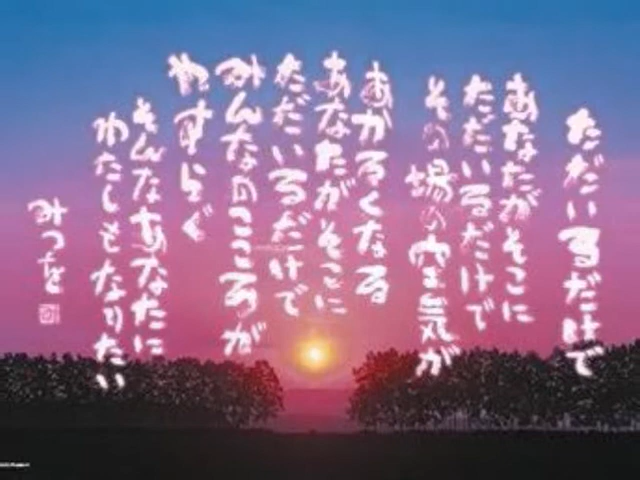 ただいるだけで
あなたがそこに
ただいるだけで
その場の空気が
あかるくなる
あなたがそこに
ただいるだけで
みんなのこころが
やすらぐ
そんなあなたに
わたしもなりたい
みつを